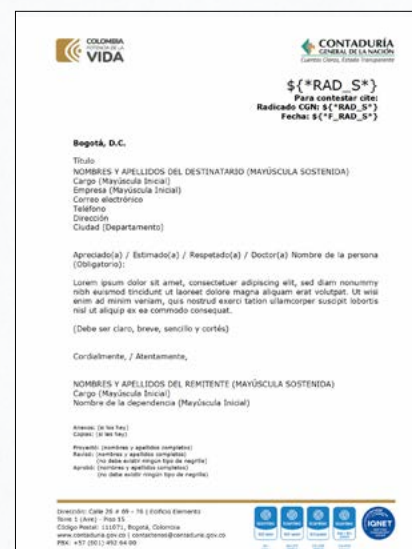 COLOMBIA
POTENCIA DE LA
VIDA
CONTADURÍA
GENERAL DE LA NACIÓN
Cuentas Claras, Estado Transparente
${*RAD_S*}
Para contestar cite:
Radicado CGN: ${*RAD_S*}
Fecha: ${*F_RAD_S*}
Bogotá, D.C.
Título
NOMBRES Y APELLIDOS DEL DESTINATARIO (MAYÚSCULA SOSTENIDA)
Cargo (Mayúscula Inicial)
Empresa (Mayúscula Inicial)
Correo electrónico
Teléfono
Dirección
Ciudad (Departamento)
Apreciado(a) / Estimado(a) / Respetado(a) / Doctor(a) Nombre de la persona
(Obligatorio):
Lorem ipsum dolor sit amet, consectetuer adipiscing elit, sed diam nonummy
nibh euismod tincidunt ut laoreet dolore magna aliquam erat volutpat. Ut wisi
enim ad minim veniam, quis nostrud exerci tation ullamcorper suscipit lobortis
nisl ut aliquip ex ea commodo consequat.
(Debe ser claro, breve, sencillo y cortés)
Cordialmente, / Atentamente,
NOMBRES Y APELLIDOS DEL REMITENTE (MAYÚSCULA SOSTENIDA)
Cargo (Mayúscula Inicial)
Nombre de la dependencia (Mayúscula Inicial)
Anexos: (si los hay)
Copias: (si las hay)
Proyectó: (nombres y apellidos completos)
Revisó: (nombres y apellidos completos)
(no debe existir ningún tipo de negrilla)
Aprobó: (nombres y apellidos completos)
(no debe existir ningún tipo de negrilla)
Dirección: Calle 26 # 69 - 76 | Edificio Elemento
Torre 1 (Aire) - Piso 15
Código Postal: 111071, Bogotá, Colombia
www.contaduria.gov.co | contactenos@contaduria.gov.co
PBX: +57 (601) 492 64 00
IQNET